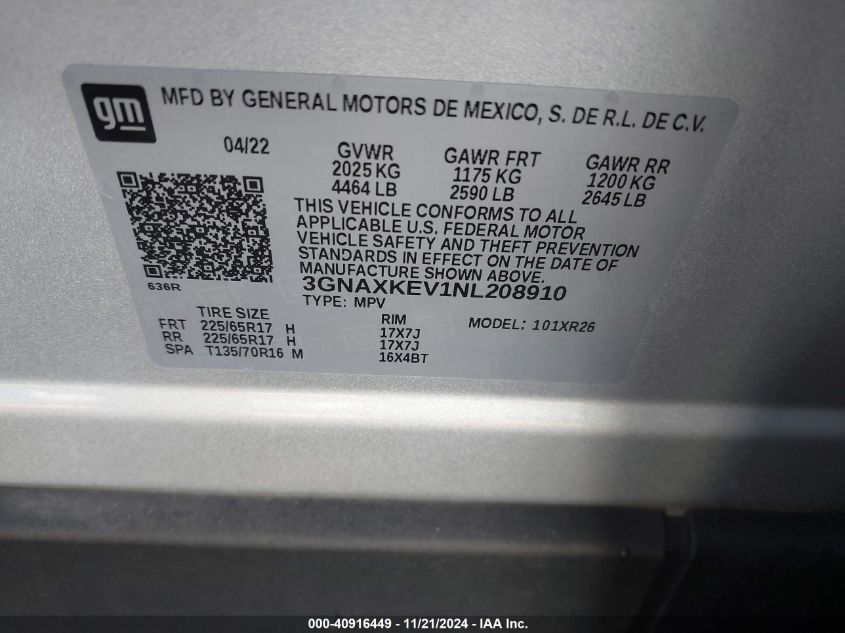 gm
MFD BY GENERAL MOTORS DE MEXICO, S. DE R.L. DE C.V.
04/22 GVWR GAWR FRT GAWR RR
2025 KG 1175 KG 1200 KG
4464 LB 2590 LB 2645 LB
THIS VEHICLE CONFORMS TO ALL
APPLICABLE U.S. FEDERAL MOTOR
VEHICLE SAFETY AND THEFT PREVENTION
STANDARDS IN EFFECT ON THE DATE OF
MANUFACTURE SHOWN ABOVE.
636R
3GNAXKEV1NL208910
TYPE: MPV
TIRE SIZE RIM MODEL: 101XR26
FRT 225/65R17 H 17X7J
RR 225/65R17 H 17X7J
SPA T135/70R16 M 16X4BT
000-40916449 - 11/21/2024 - IAA Inc.